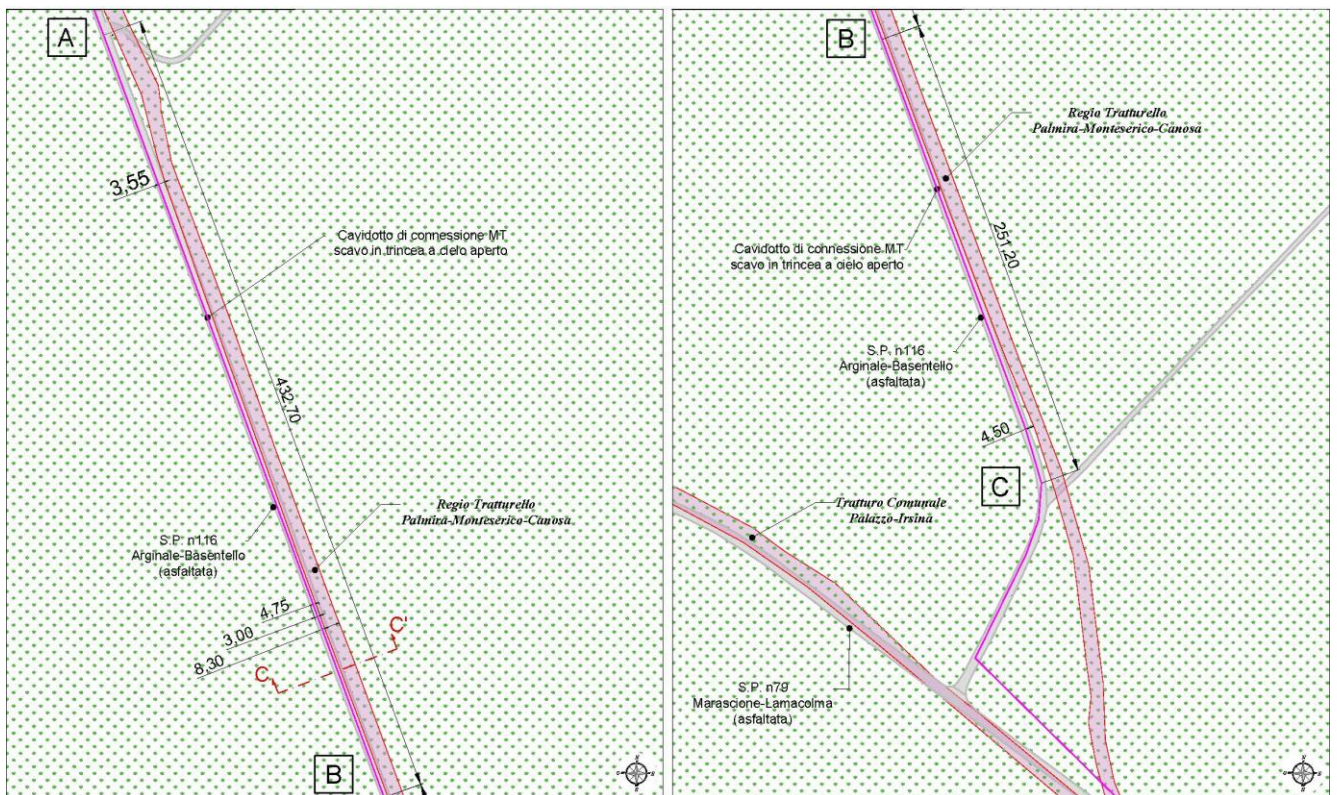 A
3,55
Cavidotto di connessione MT
scavo in trincea a cielo aperto
432,70
Regio Tratturello
Palmira-Monteserico-Canosa
S.P. n116
Arginale-Basentello
(asfaltata)
4,75
3,00
8,30
C
C'
B
B
Regio Tratturello
Palmira-Monteserico-Canosa
Cavidotto di connessione MT
scavo in trincea a cielo aperto
251,20
S.P. n116
Arginale-Basentello
(asfaltata)
4,50
C
Tratturo Comunale
Palazzo-Irsina
S.P. n79
Marascione-Lamacolma
(asfaltata)